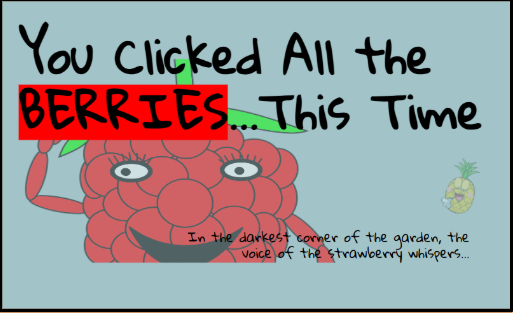 You Clicked All the
BERRIES...This Time
In the darkest corner of the garden, the
voice of the strawberry whispers...